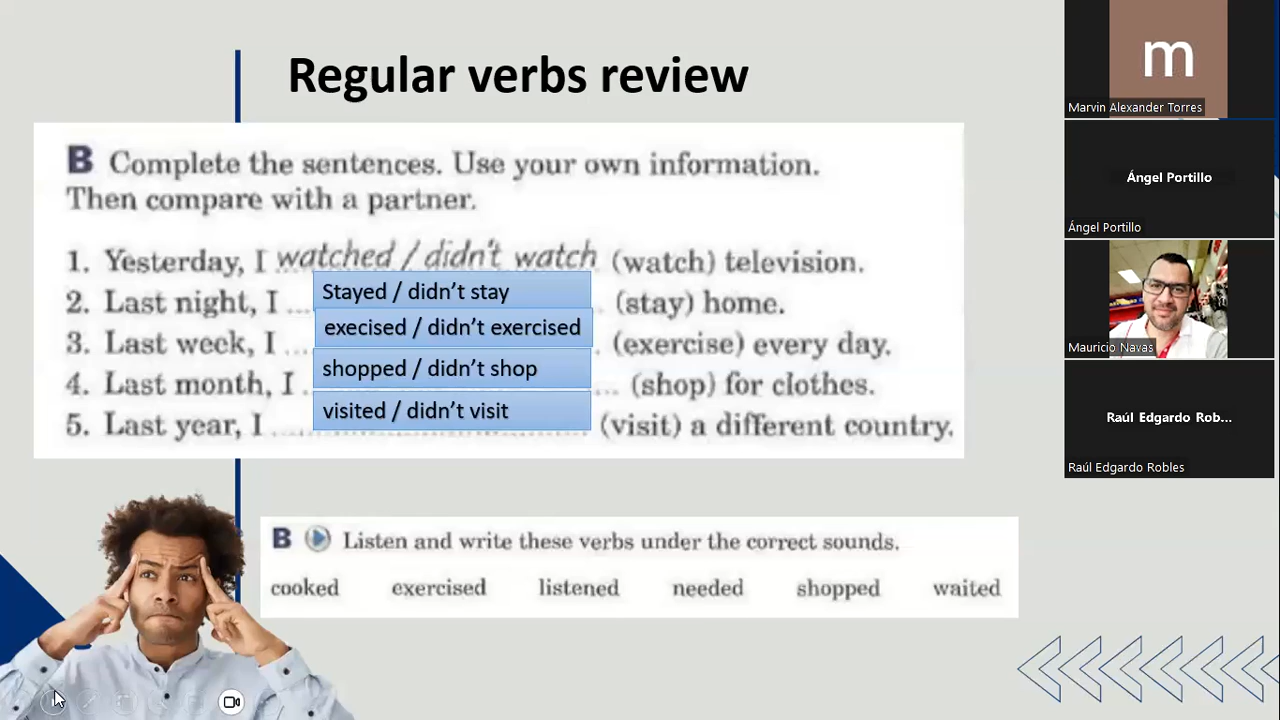 Regular verbs review
B Complete the sentences. Use your own information.
Then compare with a partner.
1. Yesterday, I watched / didn't watch (watch) television.
2. Last night, I ... Stayed / didn't stay (stay) home.
3. Last week, I ... execised / didn't exercised (exercise) every day.
4. Last month, I ... shopped / didn't shop ... (shop) for clothes.
5. Last year, I ... visited / didn't visit (visit) a different country.
B Listen and write these verbs under the correct sounds.
cooked exercised listened needed shopped waited
m
Marvin Alexander Torres
Ángel Portillo
Ángel Portillo
Mauricio Navas
Raúl Edgardo Rob...
Raúl Edgardo Robles